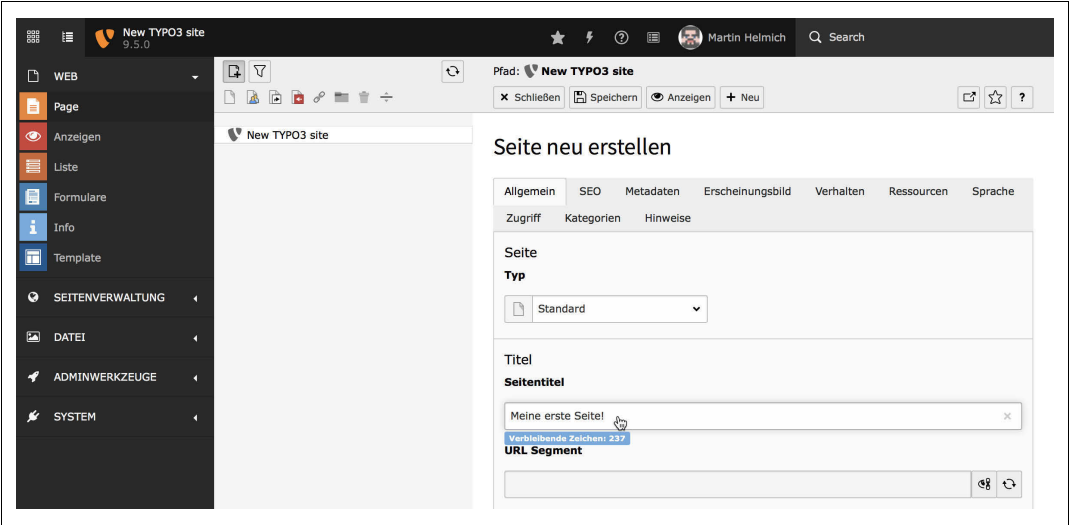 New TYPO3 site
9.5.0
Martin Helmich
Search
WEB
Page
Anzeigen
Liste
Formulare
Info
Template
SEITENVERWALTUNG
DATEI
ADMINWERKZEUGE
SYSTEM
New TYPO3 site
Pfad: New TYPO3 site
Schließen Speichern Anzeigen Neu ?
Seite neu erstellen
Allgemein SEO Metadaten Erscheinungsbild Verhalten Ressourcen Sprache
Zugriff Kategorien Hinweise
Seite
Typ
Standard
Titel
Seitentitel
Meine erste Seite!
Verbleibende Zeichen: 237
URL Segment